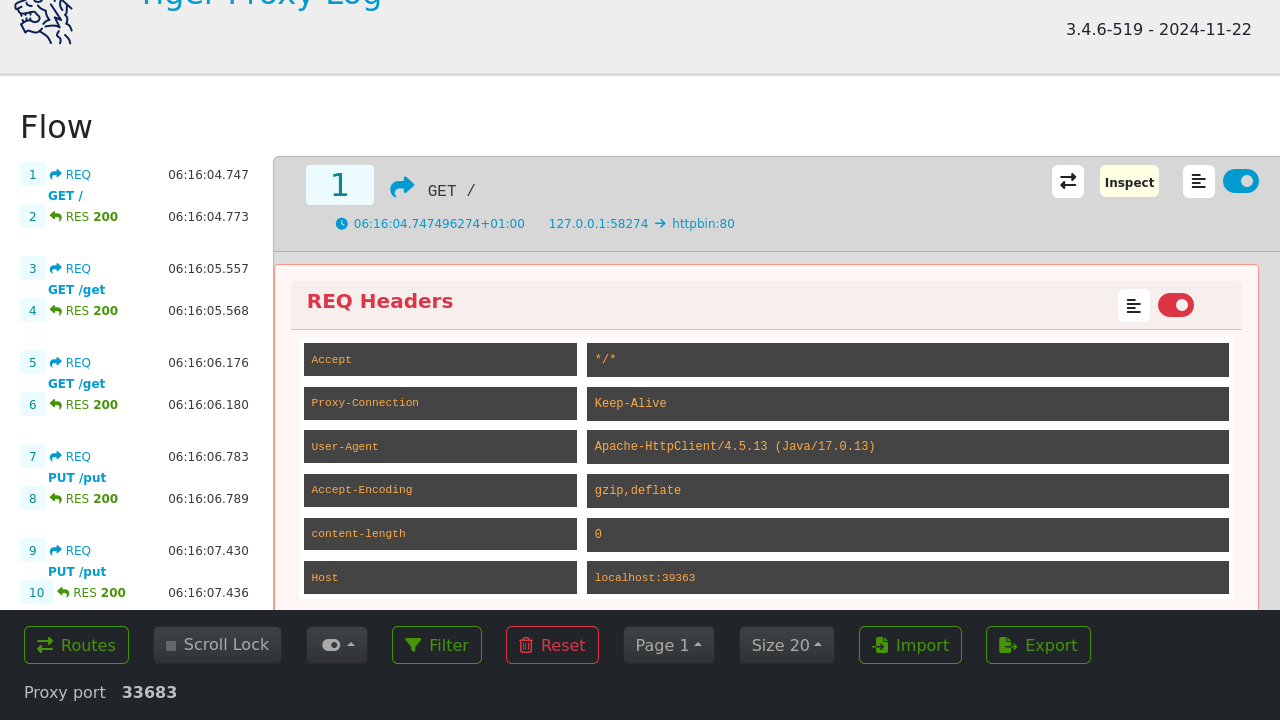 Tiger Proxy Log
3.4.6-519 - 2024-11-22
Flow
1 REQ 06:16:04.747
GET /
2 RES 200 06:16:04.773
3 REQ 06:16:05.557
GET /get
4 RES 200 06:16:05.568
5 REQ 06:16:06.176
GET /get
6 RES 200 06:16:06.180
7 REQ 06:16:06.783
PUT /put
8 RES 200 06:16:06.789
9 REQ 06:16:07.430
PUT /put
10 RES 200 06:16:07.436
1 GET / Inspect
06:16:04.747496274+01:00 127.0.0.1:58274 → httpbin:80
REQ Headers
Accept */*
Proxy-Connection Keep-Alive
User-Agent Apache-HttpClient/4.5.13 (Java/17.0.13)
Accept-Encoding gzip,deflate
content-length 0
Host localhost:39363
Routes Scroll Lock Filter Reset Page 1 Size 20 Import Export
Proxy port 33683